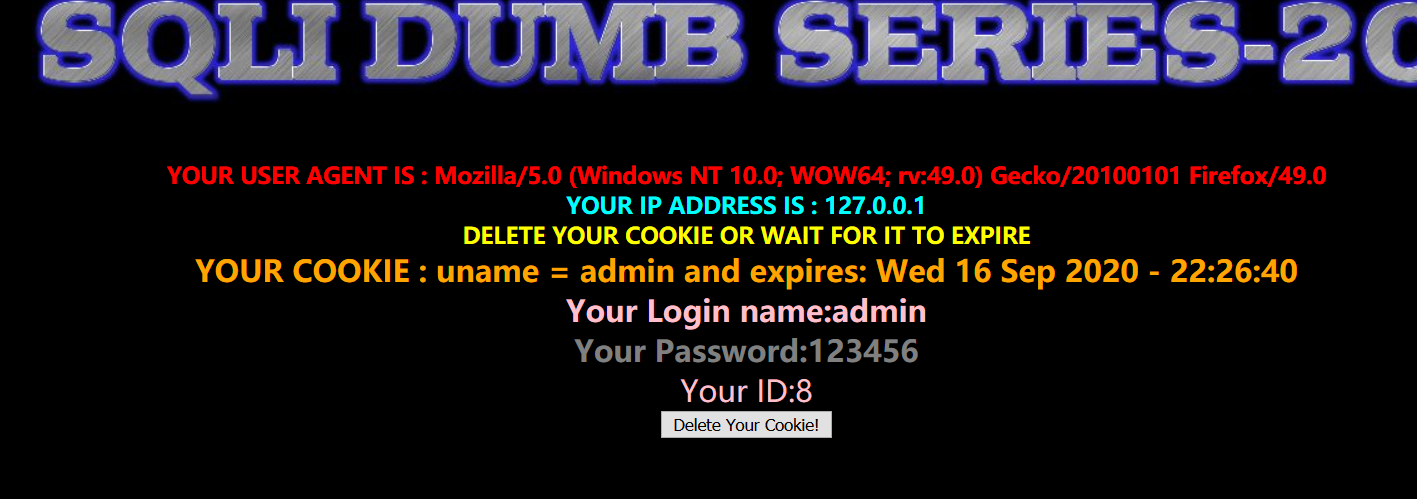 SQLI DUMB SERIES-2
YOUR USER AGENT IS : Mozilla/5.0 (Windows NT 10.0; WOW64; rv:49.0) Gecko/20100101 Firefox/49.0
YOUR IP ADDRESS IS : 127.0.0.1
DELETE YOUR COOKIE OR WAIT FOR IT TO EXPIRE
YOUR COOKIE : uname = admin and expires: Wed 16 Sep 2020 - 22:26:40
Your Login name:admin
Your Password:123456
Your ID:8
Delete Your Cookie!